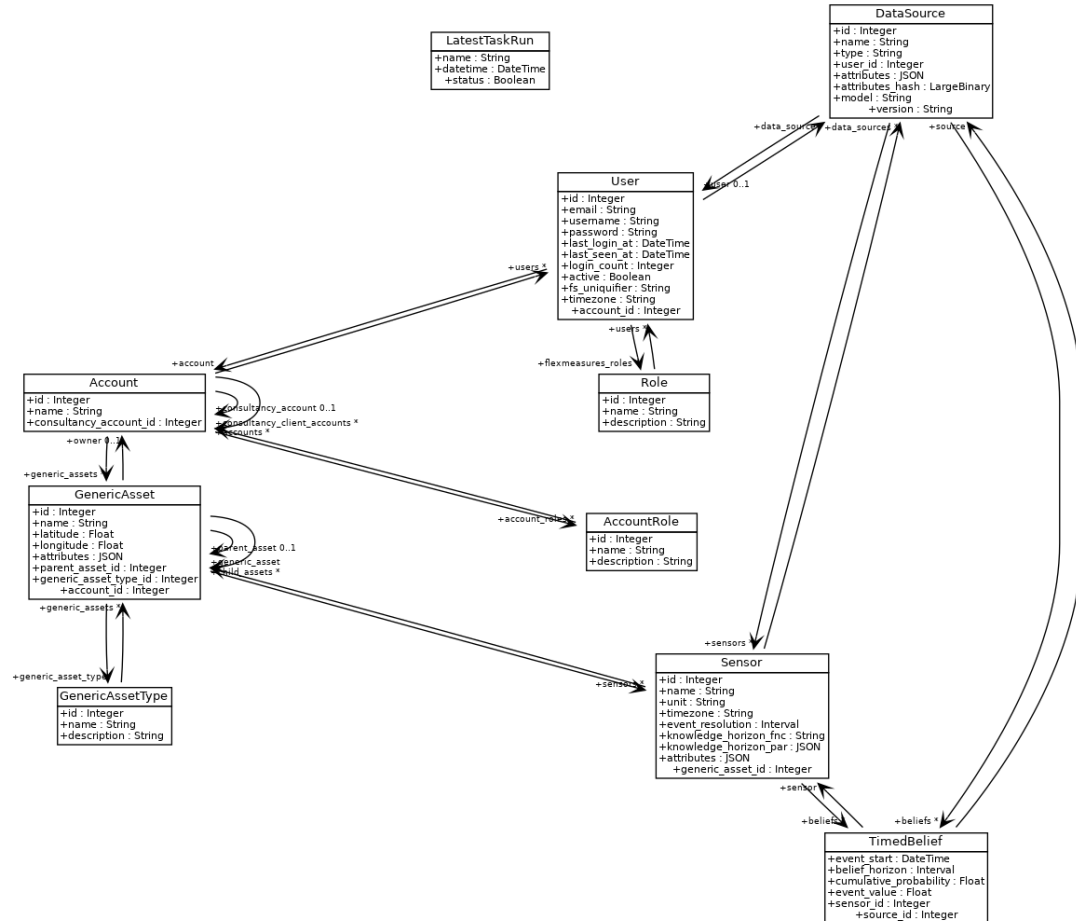 DataSource
+id : Integer
+name : String
+type : String
+user_id : Integer
+attributes : JSON
+attributes_hash : LargeBinary
+model : String
+version : String
LatestTaskRun
+name : String
+datetime : DateTime
+status : Boolean
+data_sources
+data_sources *
+source
User
+id : Integer
+email : String
+username : String
+password : String
+last_login_at : DateTime
+last_seen_at : DateTime
+login_count : Integer
+active : Boolean
+fs_uniquifier : String
+timezone : String
+account_id : Integer
+user 0..1
+users *
+users *
+account
+flexmeasures_roles
Account
+id : Integer
+name : String
+consultancy_account_id : Integer
Role
+id : Integer
+name : String
+description : String
+consultancy_account 0..1
+consultancy_client_accounts *
+accounts *
+owner 0..1
+generic_assets *
GenericAsset
+id : Integer
+name : String
+latitude : Float
+longitude : Float
+attributes : JSON
+parent_asset_id : Integer
+generic_asset_type_id : Integer
+account_id : Integer
+account_roles *
AccountRole
+id : Integer
+name : String
+description : String
+parent_asset 0..1
+generic_asset
+child_assets *
+generic_assets *
+generic_asset_type
GenericAssetType
+id : Integer
+name : String
+description : String
+sensors *
+sensors *
Sensor
+id : Integer
+name : String
+unit : String
+timezone : String
+event_resolution : Interval
+knowledge_horizon_fnc : String
+knowledge_horizon_par : JSON
+attributes : JSON
+generic_asset_id : Integer
+sensor
+beliefs
+beliefs *
TimedBelief
+event_start : DateTime
+belief_horizon : Interval
+cumulative_probability : Float
+event_value : Float
+sensor_id : Integer
+source_id : Integer